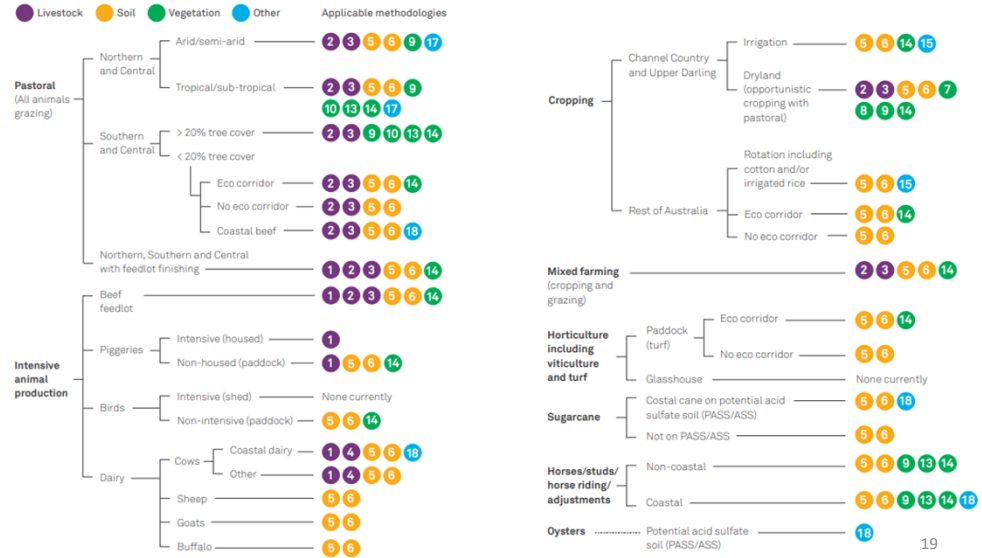 Livestock Soil Vegetation Other Applicable methodologies
Pastoral
(All animals
grazing)
Northern
and Central
Arid/semi-arid 2 3 5 6 9 17
Tropical/sub-tropical 2 3 5 6 9
10 13 14 17
Southern
and Central
> 20% tree cover 2 3 9 10 13 14
< 20% tree cover
Eco corridor 2 3 5 6 14
No eco corridor 2 3 5 6
Coastal beef 2 3 5 6 18
Northern, Southern and Central
with feedlot finishing 1 2 3 5 6 14
Intensive
animal
production
Beef
feedlot 1 2 3 5 6 14
Piggeries
Intensive (housed) 1
Non-housed (paddock) 1 5 6 14
Birds
Intensive (shed) None currently
Non-intensive (paddock) 5 6 14
Dairy
Cows
Coastal dairy 1 4 5 6 18
Other 1 4 5 6
Sheep 5 6
Goats 5 6
Buffalo 5 6
Cropping
Channel Country
and Upper Darling
Irrigation 5 6 14 15
Dryland
(opportunistic
cropping with
pastoral)
2 3 5 6 7
8 9 14
Rest of Australia
Rotation including
cotton and/or
irrigated rice 5 6 15
Eco corridor 5 6 14
No eco corridor 5 6
Mixed farming
(cropping and
grazing)
2 3 5 6 14
Horticulture
including
viticulture
and turf
Paddock
(turf)
Eco corridor 5 6 14
No eco corridor 5 6
Glasshouse None currently
Sugarcane
Costal cane on potential acid
sulfate soil (PASS/ASS) 5 6 18
Not on PASS/ASS 5 6
Horses/studs/
horse riding/
adjustments
Non-coastal 5 6 9 13 14
Coastal 5 6 9 13 14 18
Oysters
Potential acid sulfate
soil (PASS/ASS) 18
19